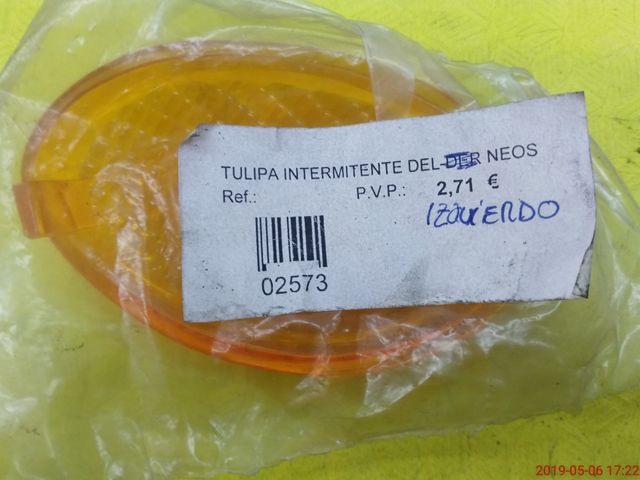 TULIPA INTERMITENTE DEL-DER NEOS
Ref.: P.V.P.: 2,71 €
IZQUIERDO
02573
2019-05-06 17:22